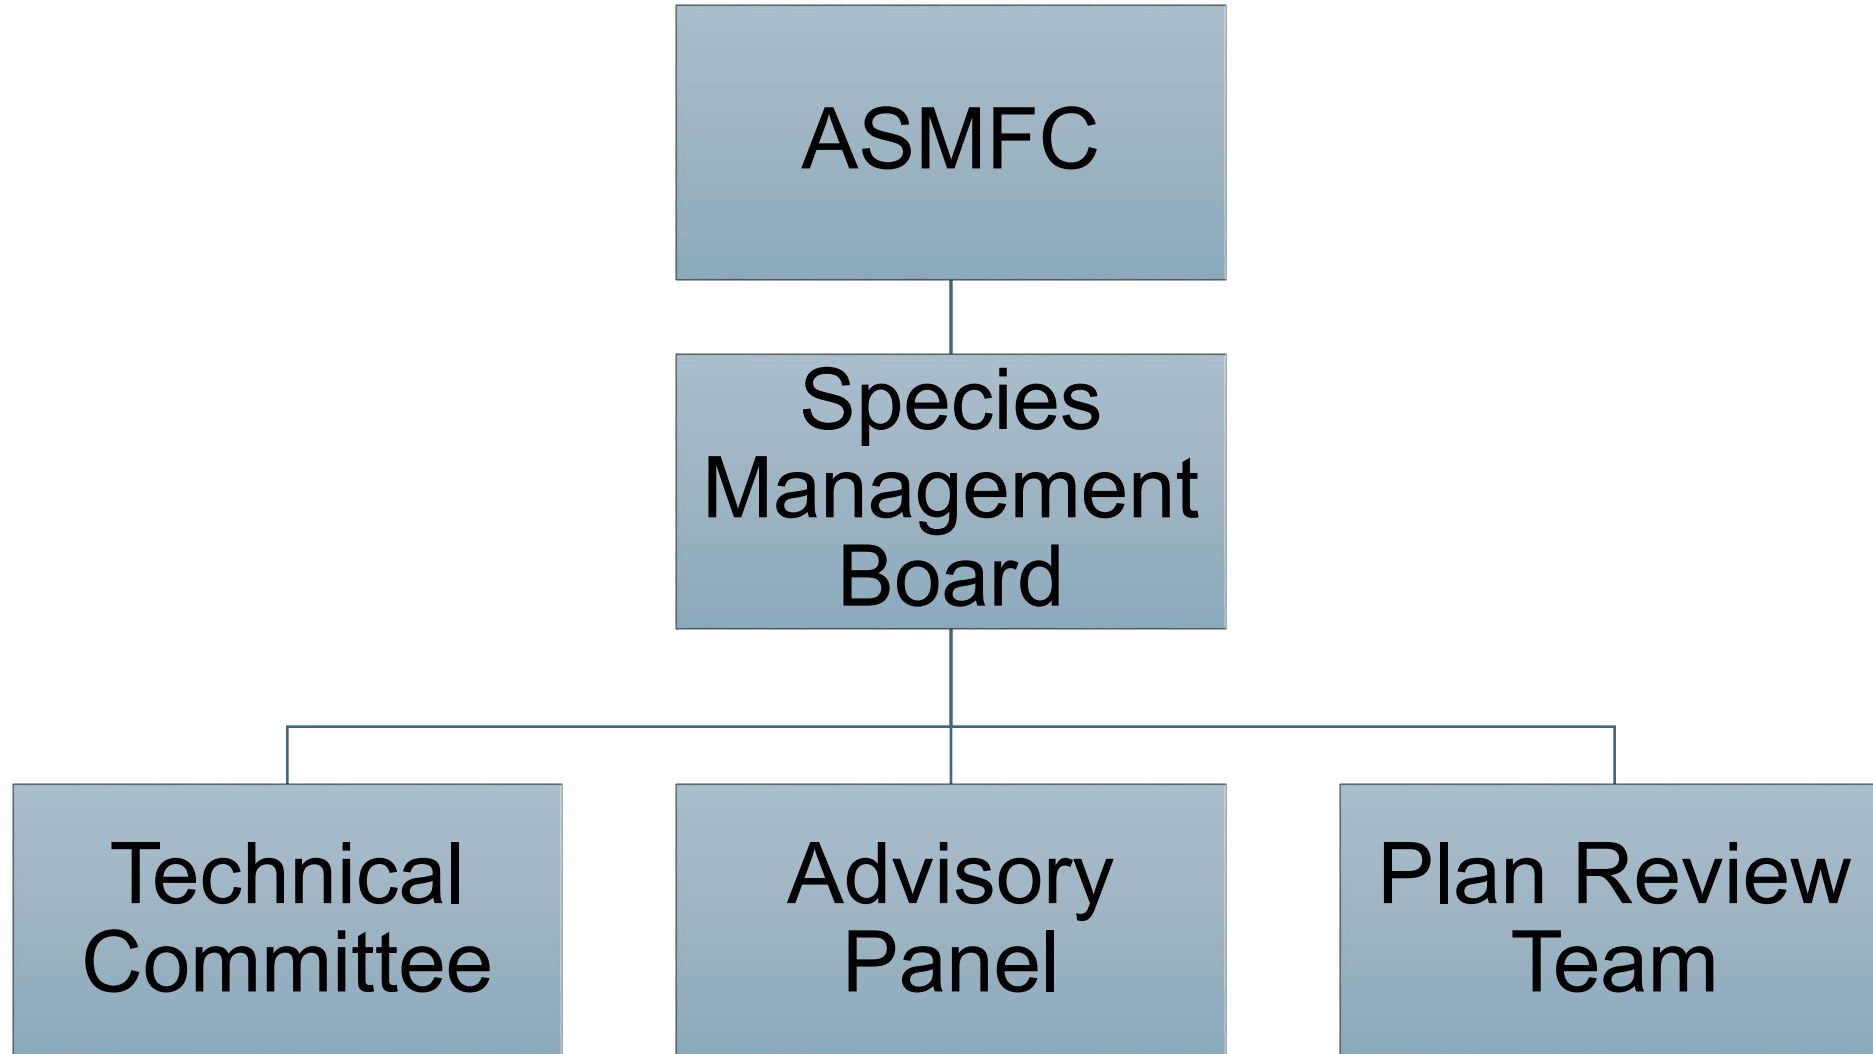 ASMFC
Species
Management
Board
Technical
Committee
Advisory
Panel
Plan Review
Team